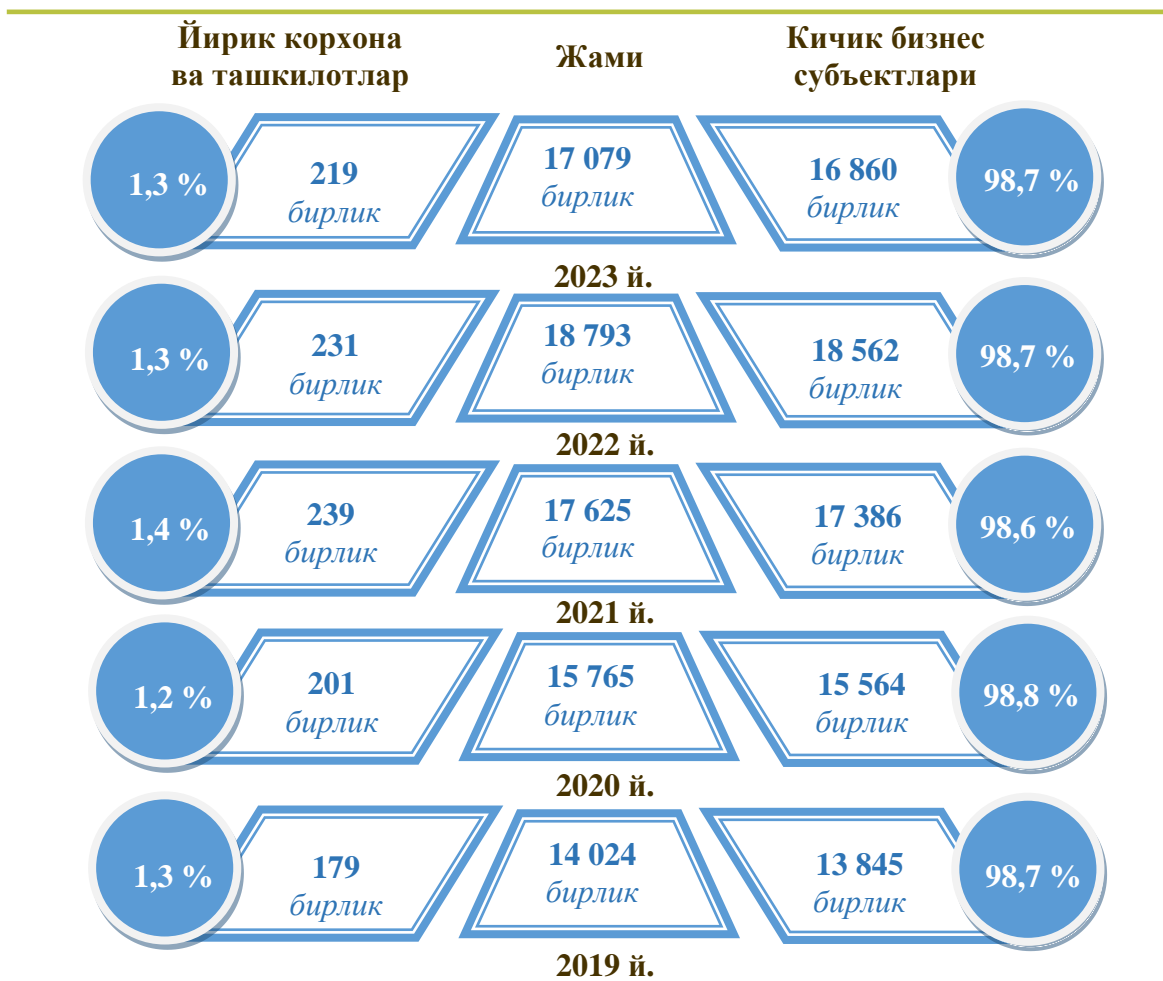 Йирик корхона
ва ташкилотлар
Жами
Кичик бизнес
субъектлари
1,3 %
219
бирлик
17 079
бирлик
16 860
бирлик
98,7 %
2023 й.
1,3 %
231
бирлик
18 793
бирлик
18 562
бирлик
98,7 %
2022 й.
1,4 %
239
бирлик
17 625
бирлик
17 386
бирлик
98,6 %
2021 й.
1,2 %
201
бирлик
15 765
бирлик
15 564
бирлик
98,8 %
2020 й.
1,3 %
179
бирлик
14 024
бирлик
13 845
бирлик
98,7 %
2019 й.